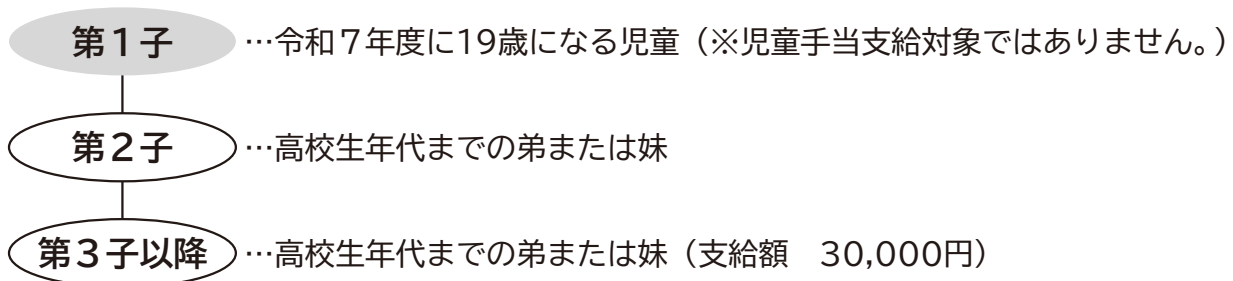 第1子 …令和7年度に19歳になる児童（※児童手当支給対象ではありません。）
第2子 …高校生年代までの弟または妹
第3子以降 …高校生年代までの弟または妹（支給額　30,000円）